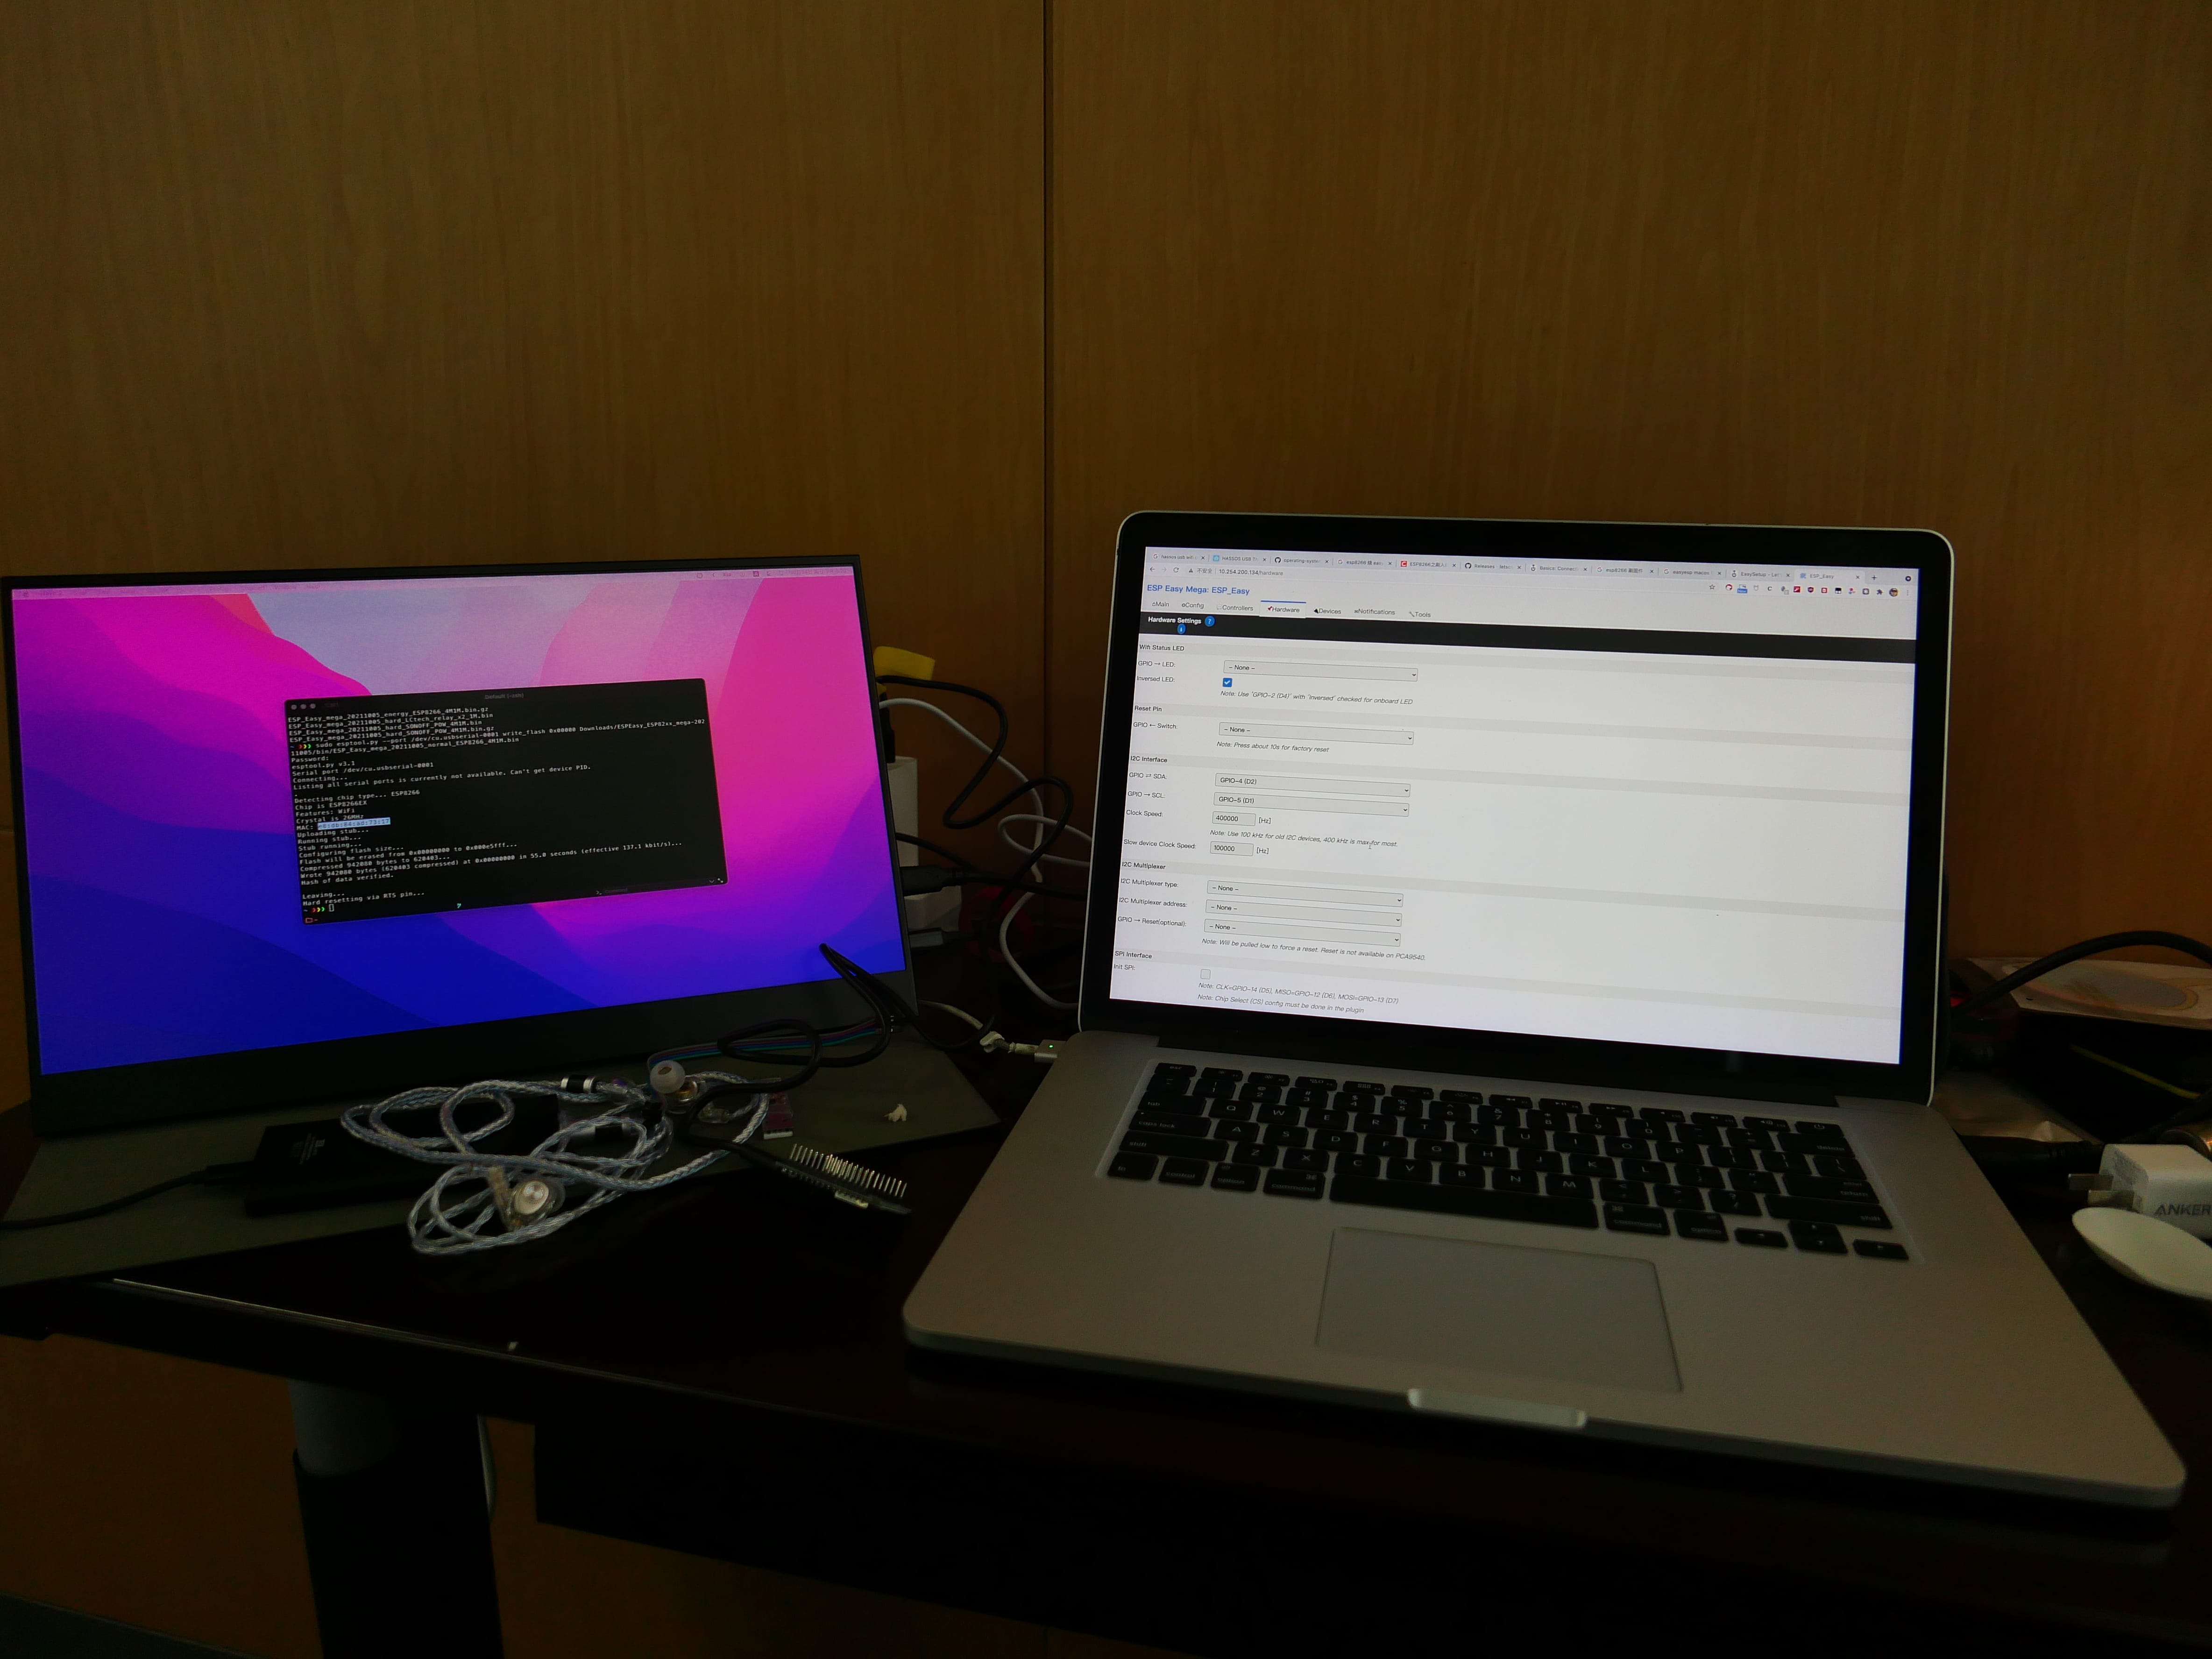 ESP_Easy_mega_20211005_energy_ESP8266_4M1M.bin.gz
ESP_Easy_mega_20211005_hard_LCtech_relay_x2_1M.bin
ESP_Easy_mega_20211005_hard_SONOFF_POW_4M1M.bin
ESP_Easy_mega_20211005_hard_SONOFF_POW_4M1M.bin.gz
~ sudo esptool.py --port /dev/cu.usbserial-0001 write_flash 0x00000 Downloads/ESPEasy_ESP82xx_mega-202
11005/bin/ESP_Easy_mega_20211005_normal_ESP8266_4M1M.bin
Password:
esptool.py v3.1
Serial port /dev/cu.usbserial-0001
Connecting...
Listing all serial ports is currently not available. Can't get device PID.
.
Detecting chip type... ESP8266
Chip is ESP8266EX
Features: WiFi
Crystal is 26MHz
MAC:
Uploading stub...
Running stub...
Stub running...
Configuring flash size...
Flash will be erased from 0x00000000 to 0x000e5fff...
Compressed 942080 bytes to 620403...
Wrote 942080 bytes (620403 compressed) at 0x00000000 in 55.0 seconds (effective 137.1 kbit/s)...
Hash of data verified.
Leaving...
Hard resetting via RTS pin...
~
ESP_Easy
不安全 10.254.200.134/hardware
ESP Easy Mega: ESP_Easy
Main Config Controllers Hardware Devices Notifications Tools
Hardware Settings ?
i
Wifi Status LED
GPIO → LED: – None –
Inversed LED:
Note: Use 'GPIO-2 (D4)' with 'Inversed' checked for onboard LED
Reset Pin
GPIO ← Switch: – None –
Note: Press about 10s for factory reset
I2C Interface
GPIO ⇄ SDA: GPIO-4 (D2)
GPIO → SCL: GPIO-5 (D1)
Clock Speed: 400000 [Hz]
Note: Use 100 kHz for old I2C devices, 400 kHz is max for most.
Slow device Clock Speed: 100000 [Hz]
I2C Multiplexer
I2C Multiplexer type: – None –
I2C Multiplexer address: – None –
GPIO → Reset(optional): – None –
Note: Will be pulled low to force a reset. Reset is not available on PCA9540.
SPI Interface
Init SPI:
Note: CLK=GPIO-14 (D5), MISO=GPIO-12 (D6), MOSI=GPIO-13 (D7)
Note: Chip Select (CS) config must be done in the plugin
Q W E R T Y U I O P
A S D F G H J K L
Z X C V B N M
ANKER